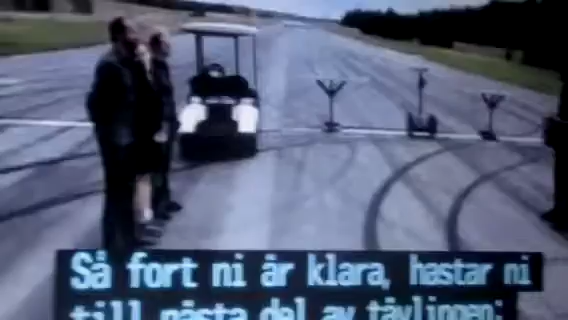 Så fort ni är klara, hastar ni
till nästa del av tävlingen: